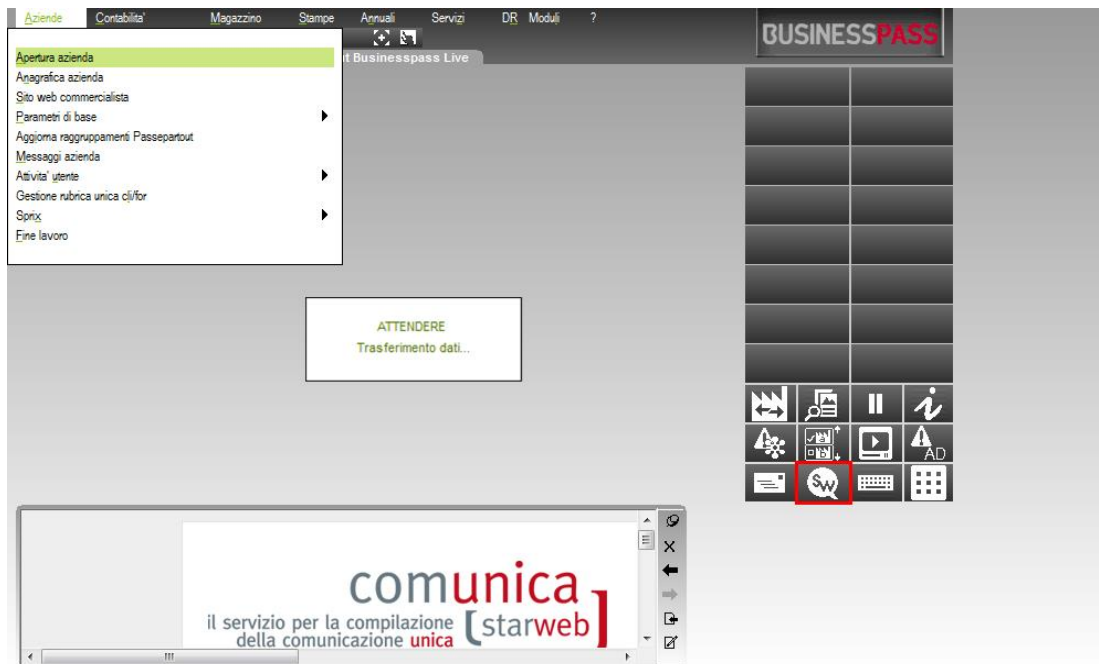 Aziende Contabilita' Magazzino Stampe Annuali Servizi DR Moduli ?
BUSINESSPASS
t Businesspass Live
Apertura azienda
Anagrafica azienda
Sito web commercialista
Parametri di base
Aggiorna raggruppamenti Passepartout
Messaggi azienda
Attivita' utente
Gestione rubrica unica cli/for
Sprix
Fine lavoro
ATTENDERE
Trasferimento dati...
AD
SW
comunica
il servizio per la compilazione
della comunicazione unica
[starweb]